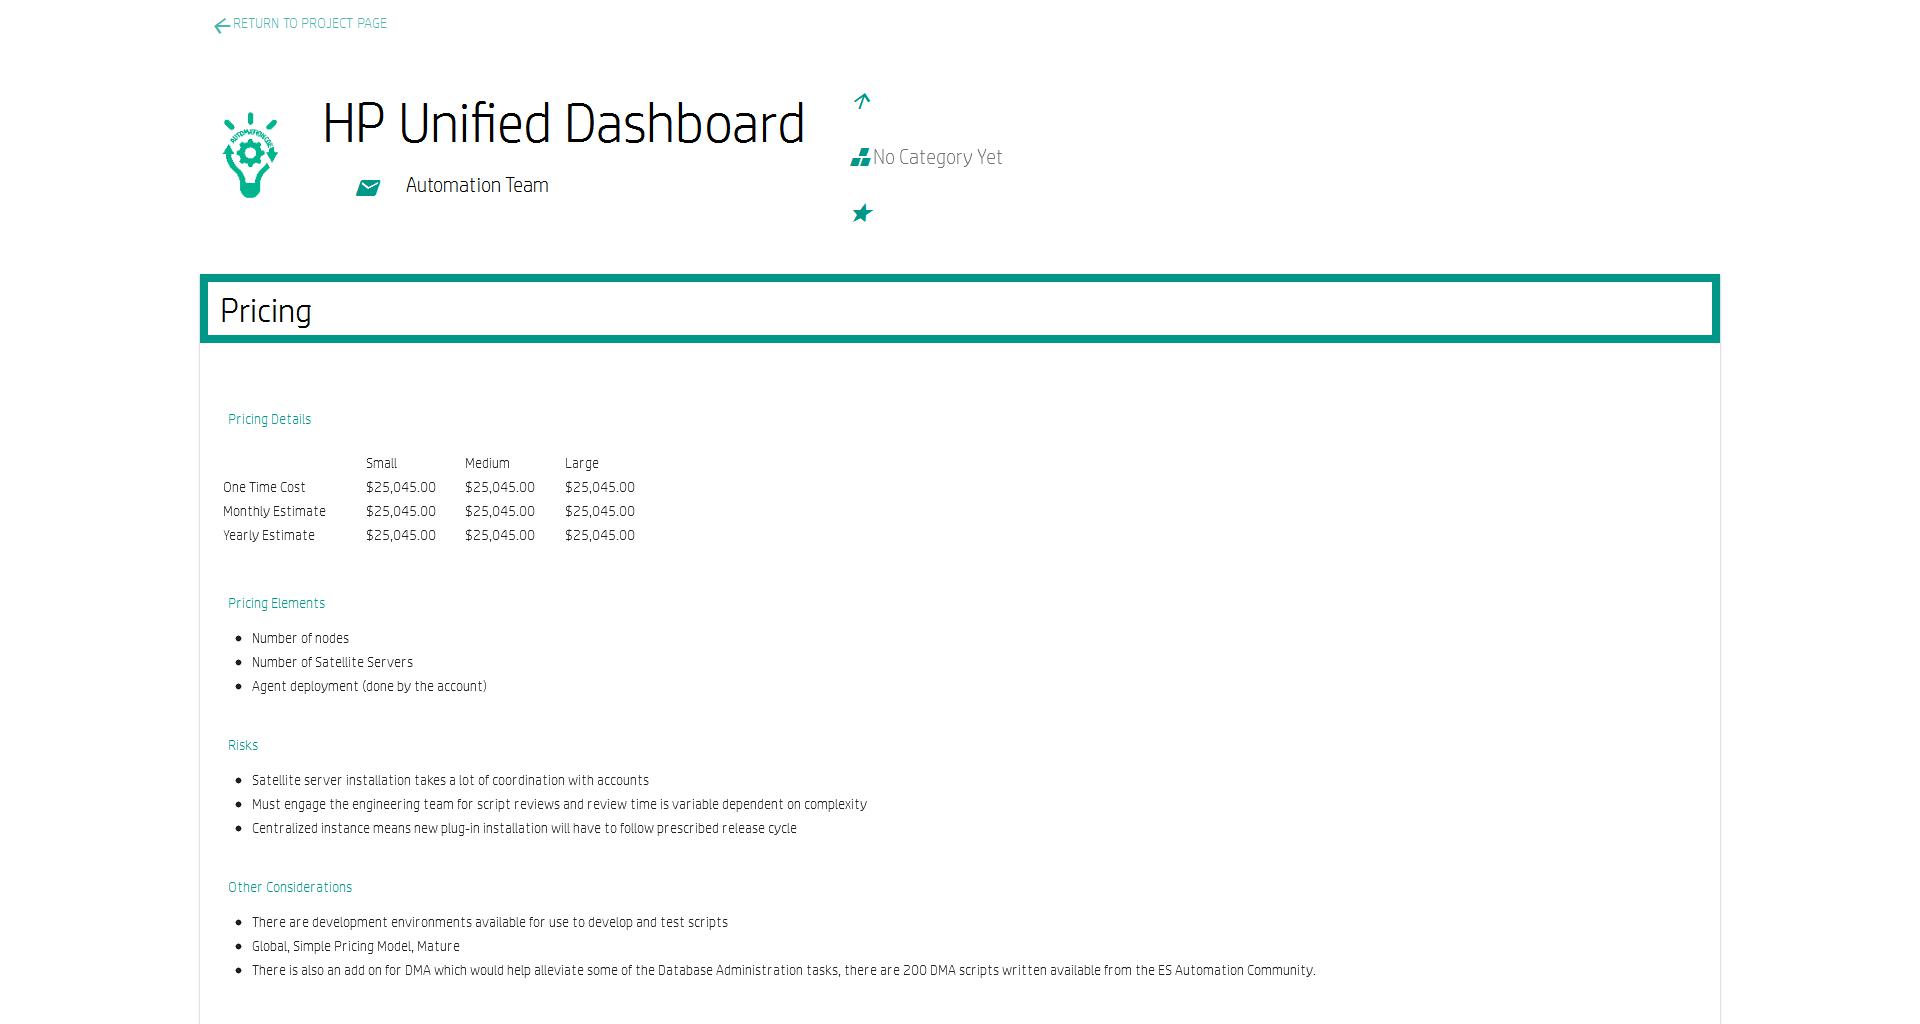 RETURN TO PROJECT PAGE
HP Unified Dashboard
Automation Team
No Category Yet
Pricing
Pricing Details
Small Medium Large
One Time Cost $25,045.00 $25,045.00 $25,045.00
Monthly Estimate $25,045.00 $25,045.00 $25,045.00
Yearly Estimate $25,045.00 $25,045.00 $25,045.00
Pricing Elements
Number of nodes
Number of Satellite Servers
Agent deployment (done by the account)
Risks
Satellite server installation takes a lot of coordination with accounts
Must engage the engineering team for script reviews and review time is variable dependent on complexity
Centralized instance means new plug-in installation will have to follow prescribed release cycle
Other Considerations
There are development environments available for use to develop and test scripts
Global, Simple Pricing Model, Mature
There is also an add on for DMA which would help alleviate some of the Database Administration tasks, there are 200 DMA scripts written available from the ES Automation Community.